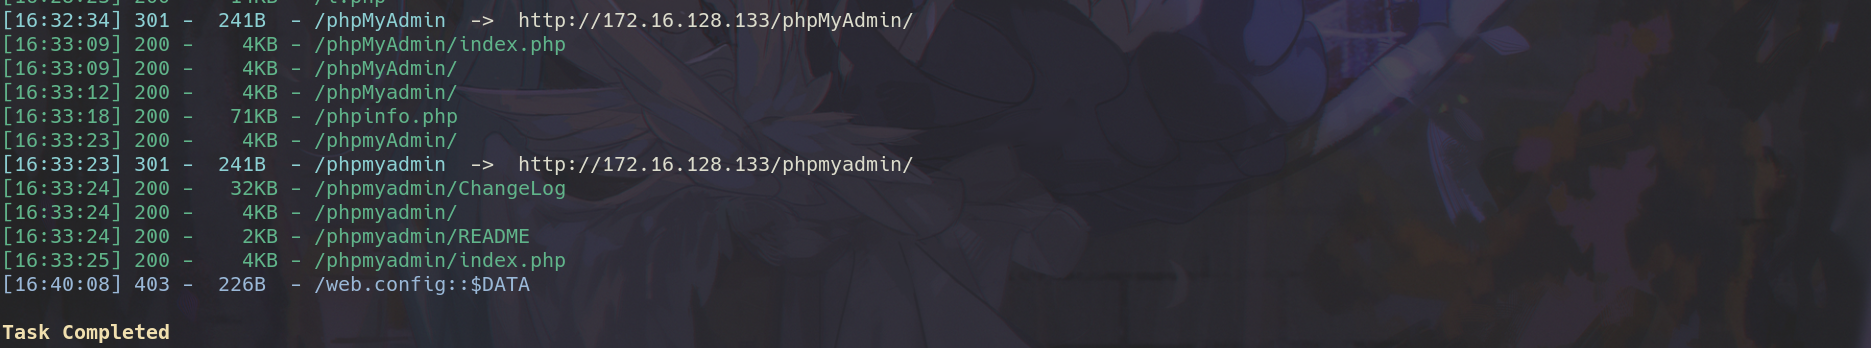 [16:32:34] 301 -  241B  - /phpMyAdmin  ->  http://172.16.128.133/phpMyAdmin/
[16:33:09] 200 -    4KB - /phpMyAdmin/index.php
[16:33:09] 200 -    4KB - /phpMyAdmin/
[16:33:12] 200 -    4KB - /phpMyadmin/
[16:33:18] 200 -   71KB - /phpinfo.php
[16:33:23] 200 -    4KB - /phpmyAdmin/
[16:33:23] 301 -  241B  - /phpmyadmin  ->  http://172.16.128.133/phpmyadmin/
[16:33:24] 200 -   32KB - /phpmyadmin/ChangeLog
[16:33:24] 200 -    4KB - /phpmyadmin/
[16:33:24] 200 -    2KB - /phpmyadmin/README
[16:33:25] 200 -    4KB - /phpmyadmin/index.php
[16:40:08] 403 -  226B  - /web.config::$DATA
Task Completed